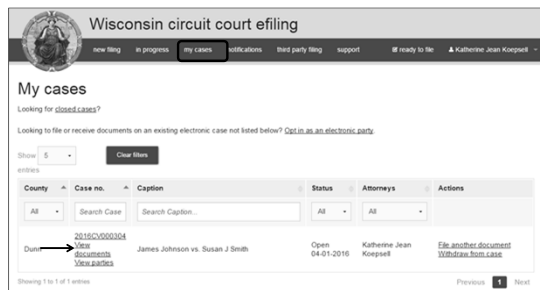 Wisconsin circuit court efiling
new filing in progress my cases notifications third party filing support ready to file Katherine Jean Koepsell
My cases
Looking for closed cases?
Looking to file or receive documents on an existing electronic case not listed below? Opt in as an electronic party.
Show 5 Clear filters
entries
County Case no. Caption Status Attorneys Actions
All Search Case Search Caption... All All
2016CV000304
Dunn View documents James Johnson vs. Susan J Smith Open 04-01-2016 Katherine Jean Koepsell File another document
View parties Withdraw from case
Showing 1 to 1 of 1 entries Previous 1 Next